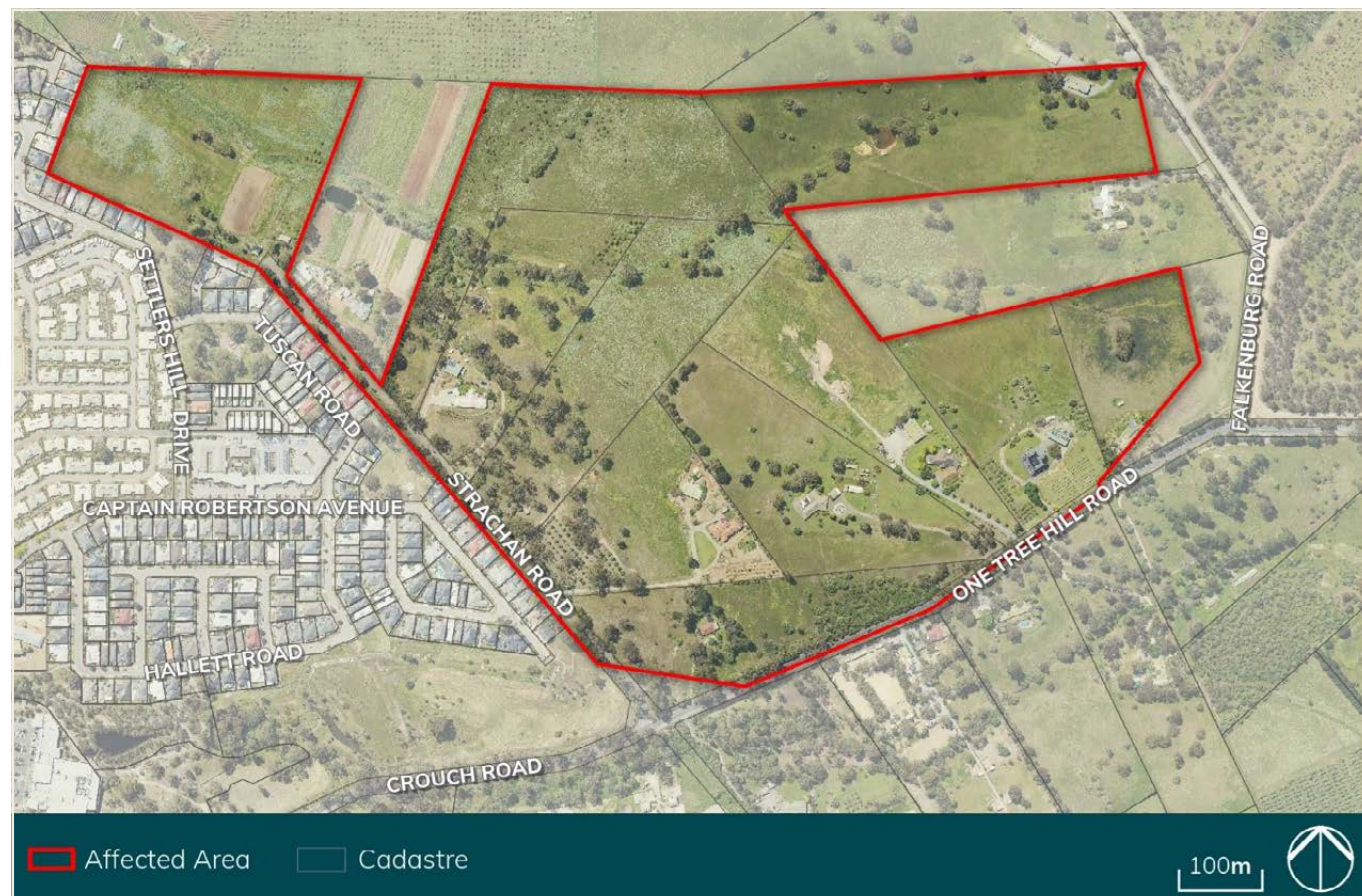 SETTLERS HILL DRIVE
TUSCAN ROAD
FALKENBURG ROAD
CAPTAIN ROBERTSON AVENUE
STRACHAN ROAD
ONE TREE HILL ROAD
HALLETT ROAD
CROUCH ROAD
Affected Area
Cadastre
100m